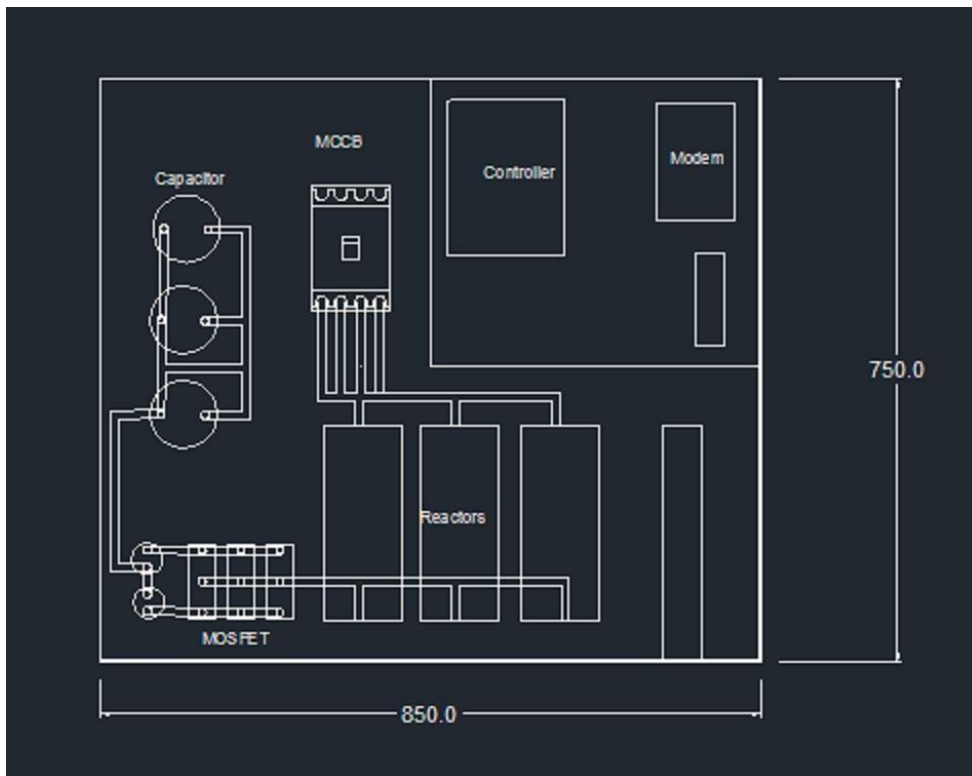 MCCB
Controller
Modem
Capacitor
750.0
Reactors
MOSFET
850.0